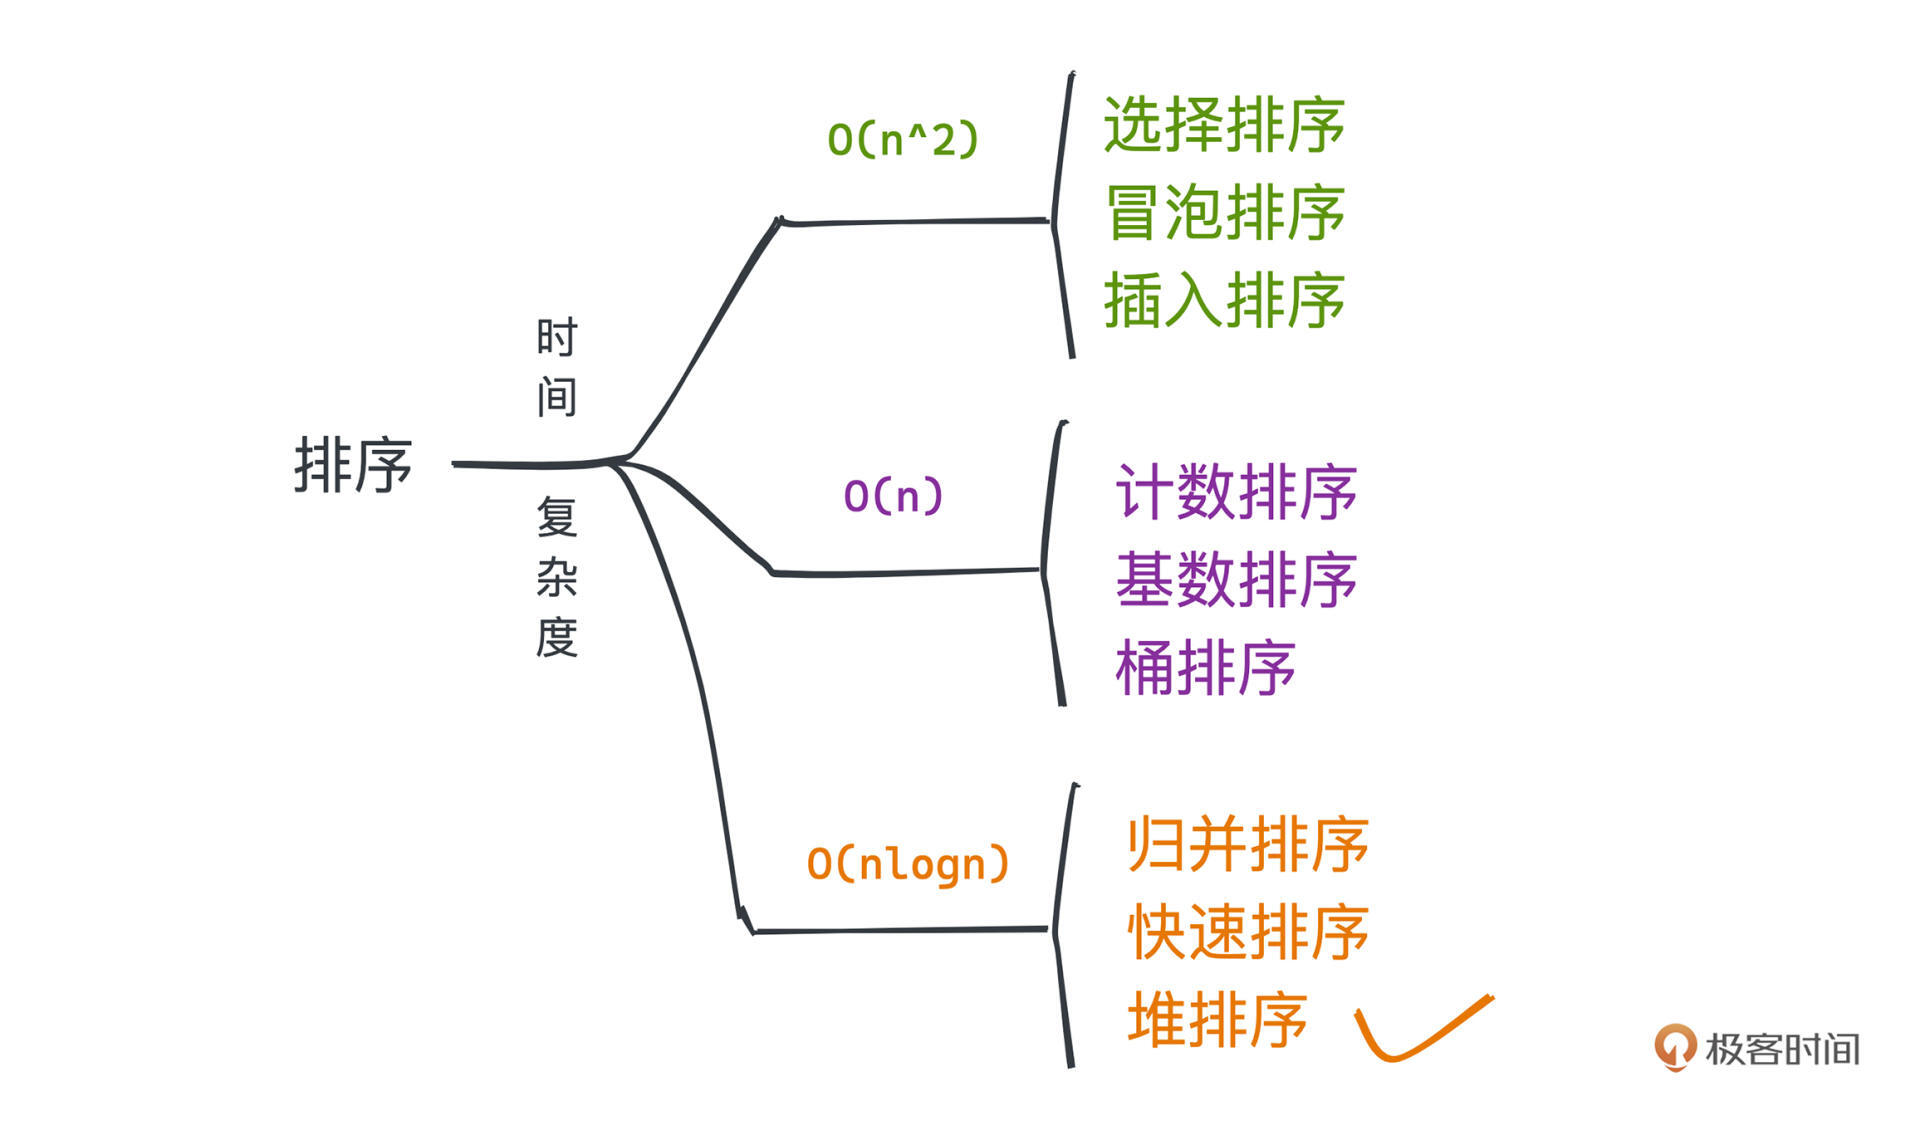 排序
时间
复杂度
O(n^2)
选择排序
冒泡排序
插入排序
O(n)
计数排序
基数排序
桶排序
O(nlogn)
归并排序
快速排序
堆排序
极客时间